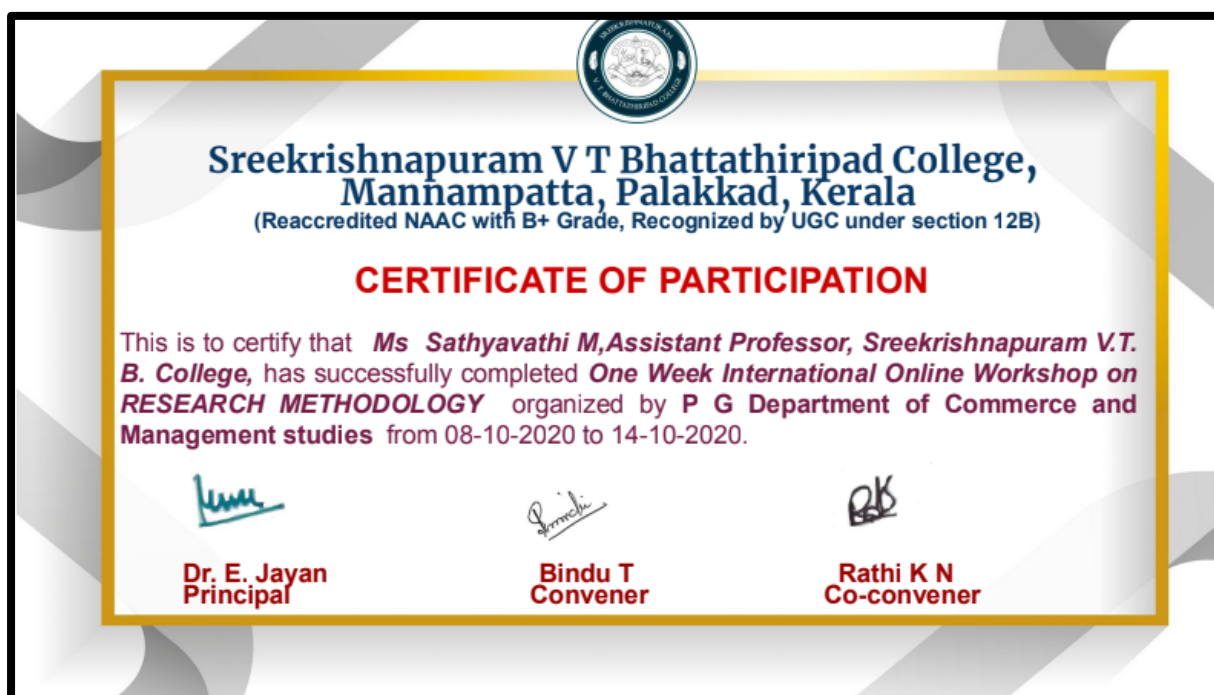 SREEKRISHNAPURAM
V. T. BHATTATHIRIPAD COLLEGE
Sreekrishnapuram V T Bhattathiripad College,
Mannampatta, Palakkad, Kerala
(Reaccredited NAAC with B+ Grade, Recognized by UGC under section 12B)
CERTIFICATE OF PARTICIPATION
This is to certify that Ms Sathyavathi M,Assistant Professor, Sreekrishnapuram V.T.
B. College, has successfully completed One Week International Online Workshop on
RESEARCH METHODOLOGY organized by P G Department of Commerce and
Management studies from 08-10-2020 to 14-10-2020.
Dr. E. Jayan
Principal
Bindu T
Convener
Rathi K N
Co-convener